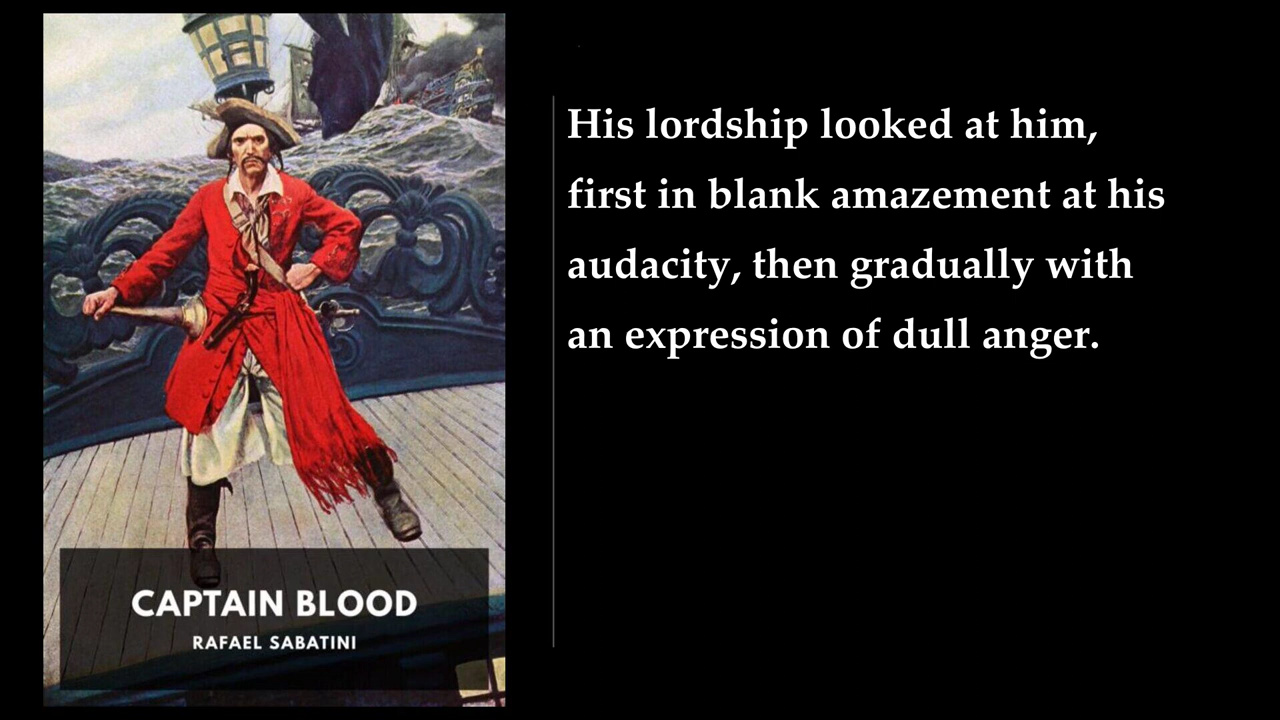 His lordship looked at him,
first in blank amazement at his
audacity, then gradually with
an expression of dull anger.
CAPTAIN BLOOD
RAFAEL SABATINI